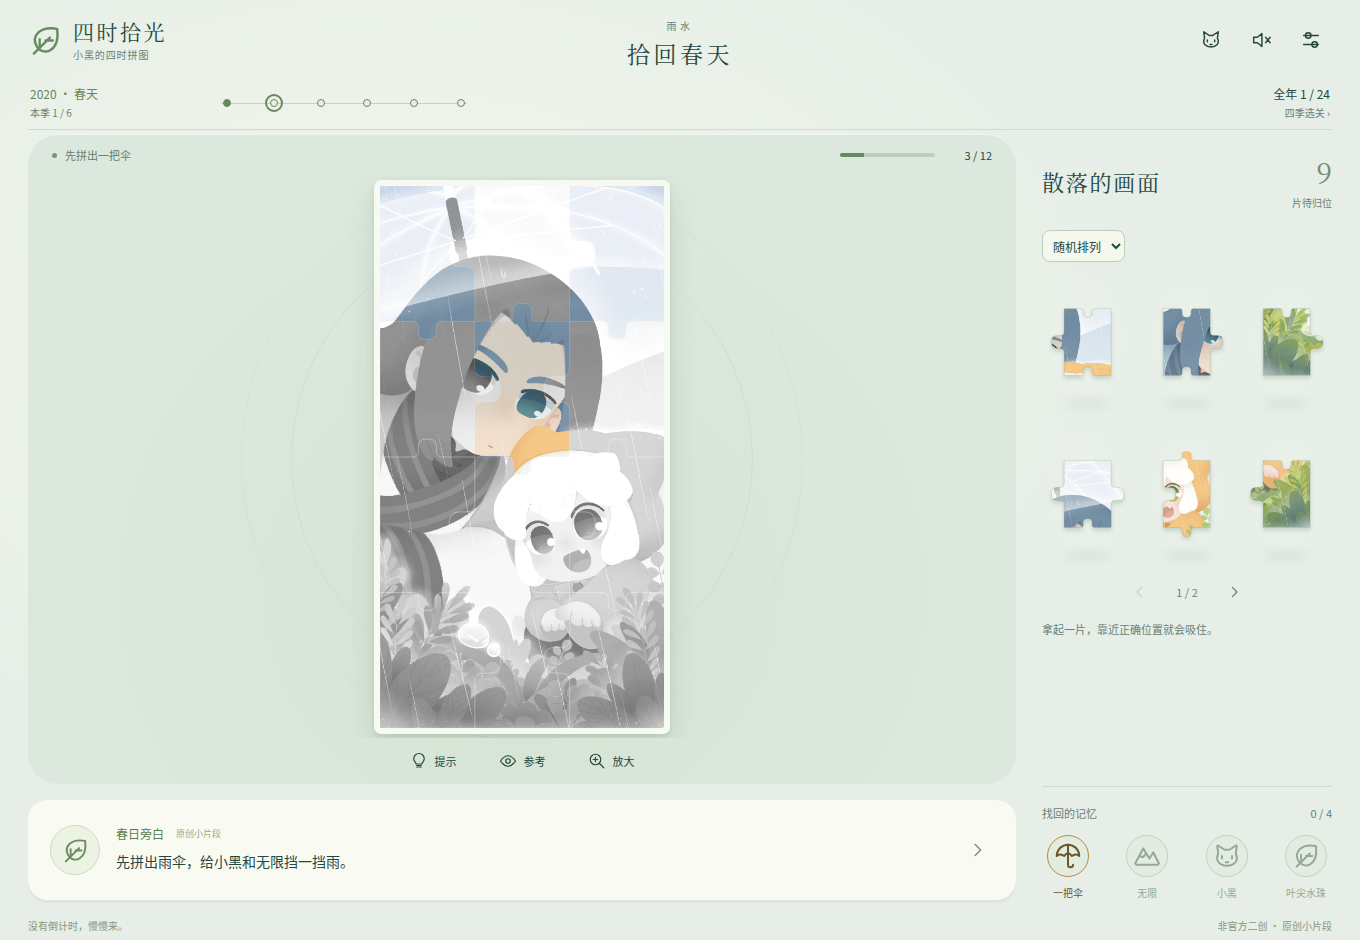 四时拾光
小黑的四时拼图
雨水
拾回春天
2020 · 春天
本季 1 / 6
全年 1 / 24
四季选关 ›
先拼出一把伞
3 / 12
散落的画面
9
片待归位
随机排列
1 / 2
拿起一片，靠近正确位置就会吸住。
提示
参考
放大
春日旁白 原创小片段
先拼出雨伞，给小黑和无限挡一挡雨。
找回的记忆
0 / 4
一把伞
无限
小黑
叶尖水珠
没有倒计时，慢慢来。
非官方二创 · 原创小片段